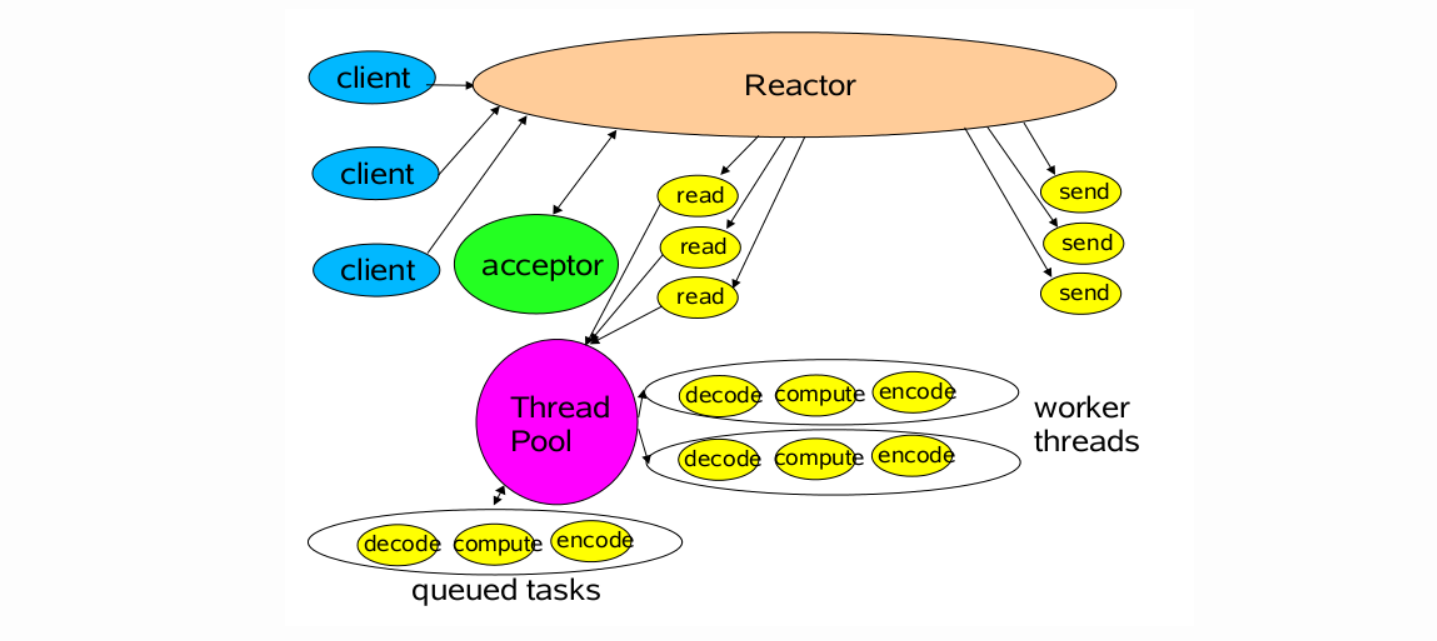 client
Reactor
client
client
acceptor
read
read
read
send
send
send
Thread
Pool
decode compute encode
decode compute encode
worker
threads
decode compute encode
queued tasks